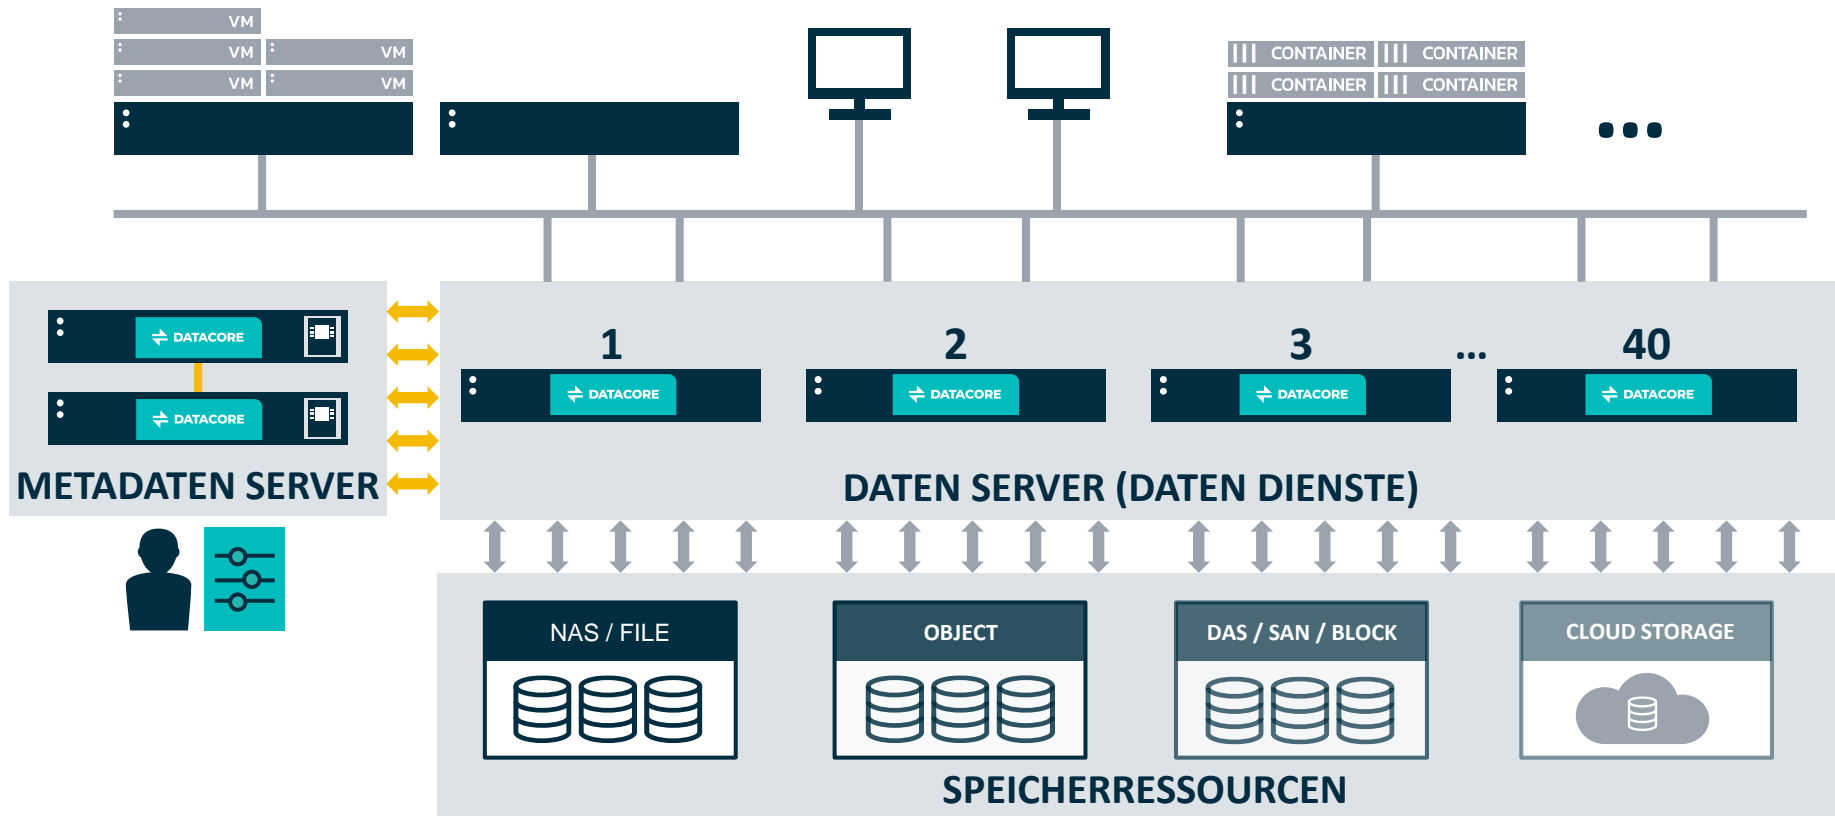 VM
VM VM
VM VM
CONTAINER CONTAINER
CONTAINER CONTAINER
...
1 2 3 ... 40
DATACORE
DATACORE
DATACORE DATACORE DATACORE DATACORE
METADATEN SERVER
DATEN SERVER (DATEN DIENSTE)
NAS / FILE OBJECT DAS / SAN / BLOCK CLOUD STORAGE
SPEICHERRESSOURCEN